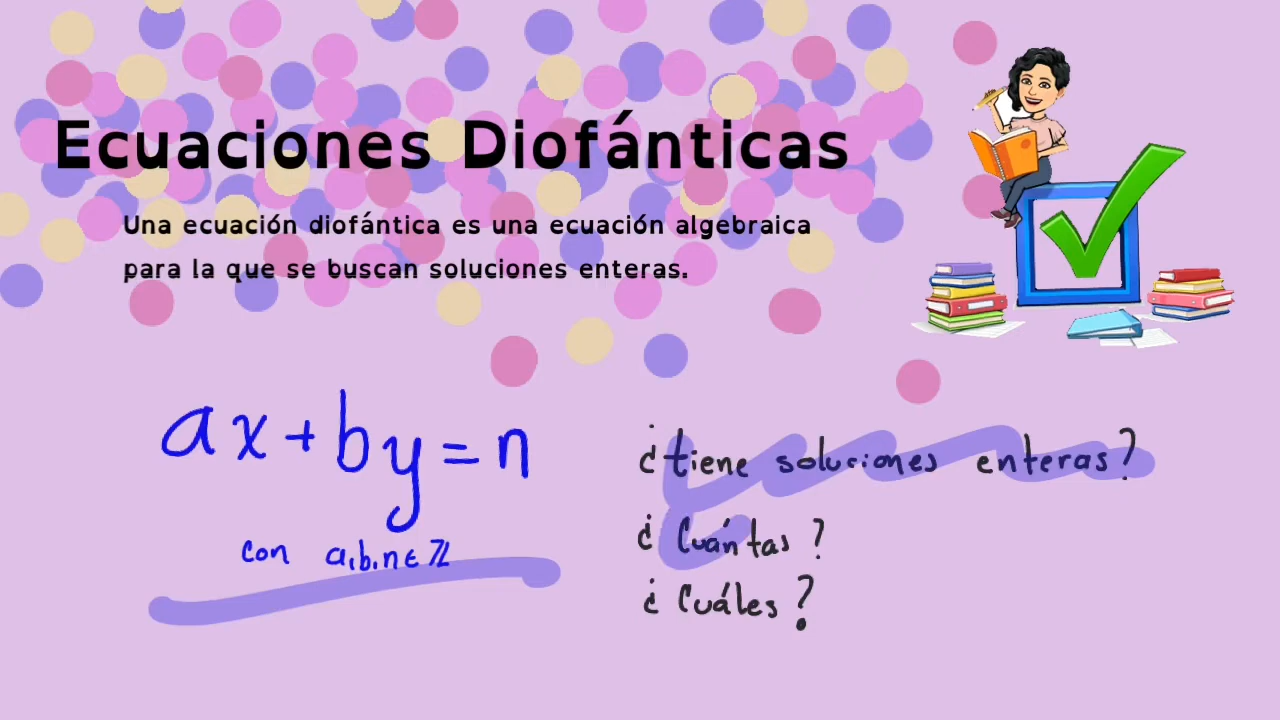 Ecuaciones Diofánticas
Una ecuación diofántica es una ecuación algebraica
para la que se buscan soluciones enteras.
ax + by = n
con a,b,n ∈ ℤ
¿tiene soluciones enteras?
¿Cuántas?
¿Cuáles?